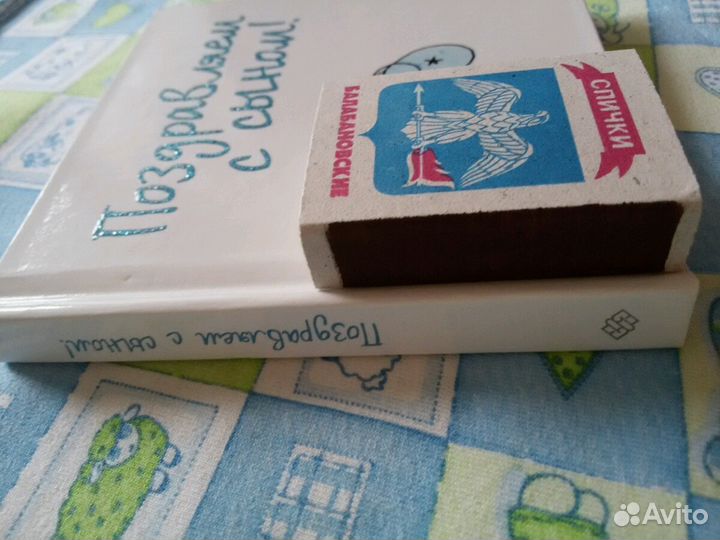 Поздравляем
с сыном!
СПИЧКИ
БАЛАБАНОВСКИЕ
Поздравляем с сыном!
Avito